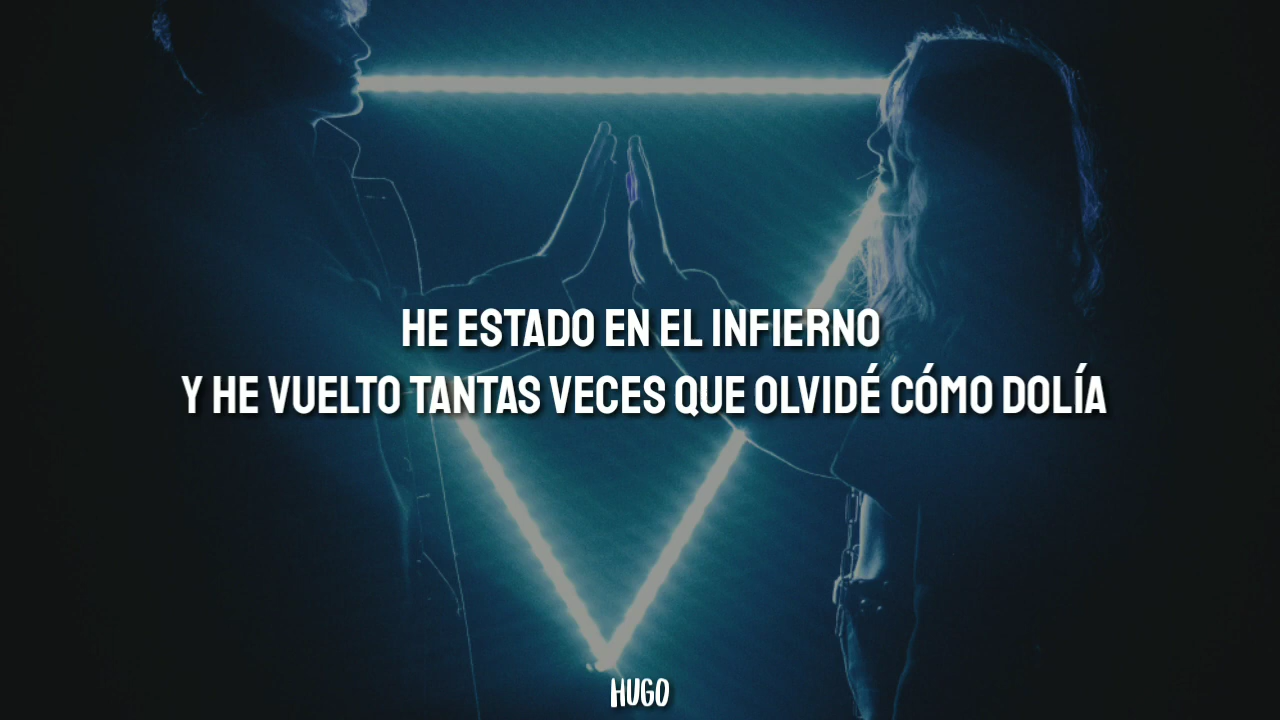 HE ESTADO EN EL INFIERNO
Y HE VUELTO TANTAS VECES QUE OLVIDÉ CÓMO DOLÍA
HUGO